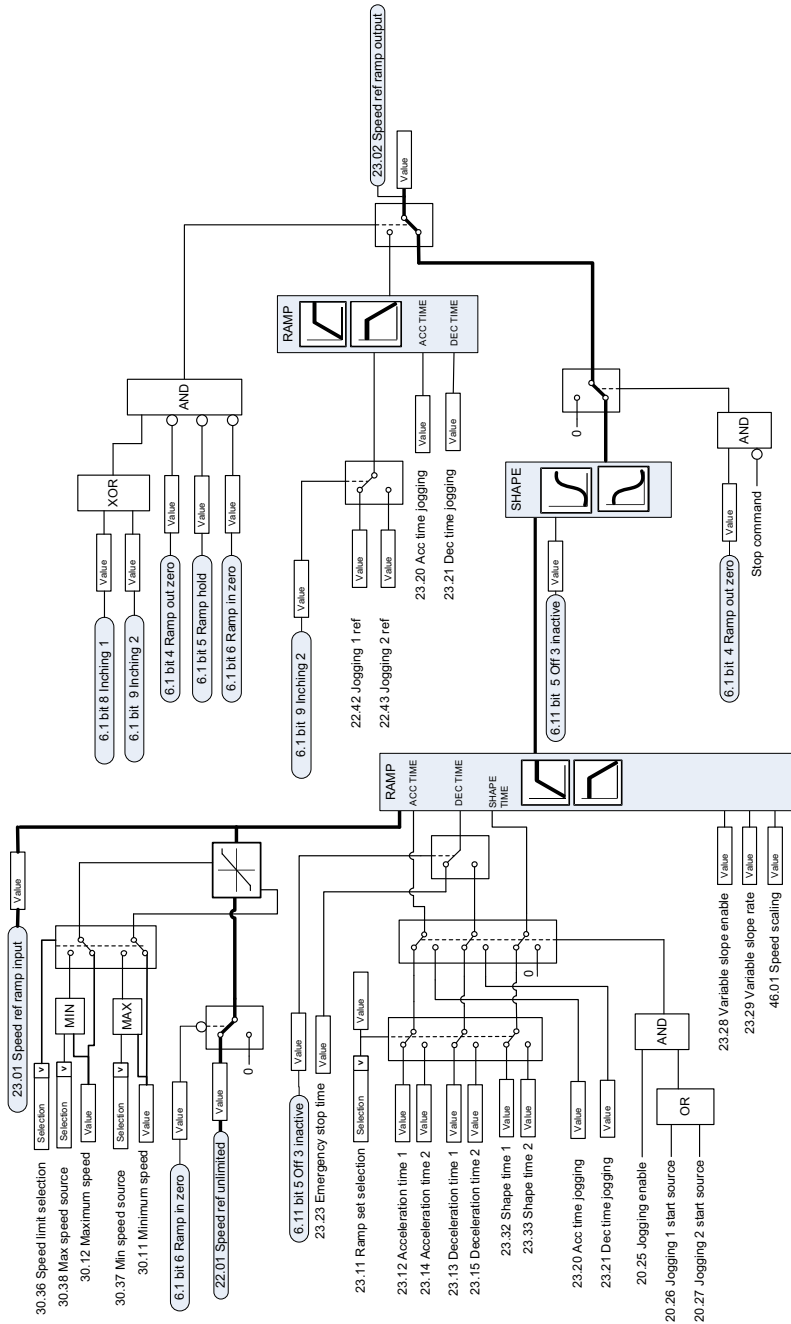 23.01 Speed ref ramp input
Value
30.36 Speed limit selection
Selection
v
30.38 Max speed source
Selection
v
30.12 Maximum speed
Value
MIN
30.37 Min speed source
Selection
v
30.11 Minimum speed
Value
MAX
6.1 bit 6 Ramp in zero
Value
22.01 Speed ref unlimited
Value
0
6.11 bit 5 Off 3 inactive
Value
23.23 Emergency stop time
Value
23.11 Ramp set selection
Selection
v
Value
23.12 Acceleration time 1
Value
23.14 Acceleration time 2
Value
23.13 Deceleration time 1
Value
23.15 Deceleration time 2
Value
23.32 Shape time 1
Value
23.33 Shape time 2
Value
0
23.20 Acc time jogging
Value
23.21 Dec time jogging
Value
20.25 Jogging enable
AND
20.26 Jogging 1 start source
20.27 Jogging 2 start source
OR
RAMP
ACC TIME
DEC TIME
SHAPE
TIME
23.28 Variable slope enable
Value
23.29 Variable slope rate
Value
46.01 Speed scaling
Value
6.1 bit 8 Inching 1
Value
6.1 bit 9 Inching 2
Value
XOR
6.1 bit 4 Ramp out zero
Value
6.1 bit 5 Ramp hold
Value
6.1 bit 6 Ramp in zero
Value
AND
6.1 bit 9 Inching 2
Value
22.42 Jogging 1 ref
Value
22.43 Jogging 2 ref
Value
23.20 Acc time jogging
Value
23.21 Dec time jogging
Value
RAMP
ACC TIME
DEC TIME
SHAPE
6.11 bit 5 Off 3 inactive
Value
0
6.1 bit 4 Ramp out zero
Value
Stop command
AND
23.02 Speed ref ramp output
Value